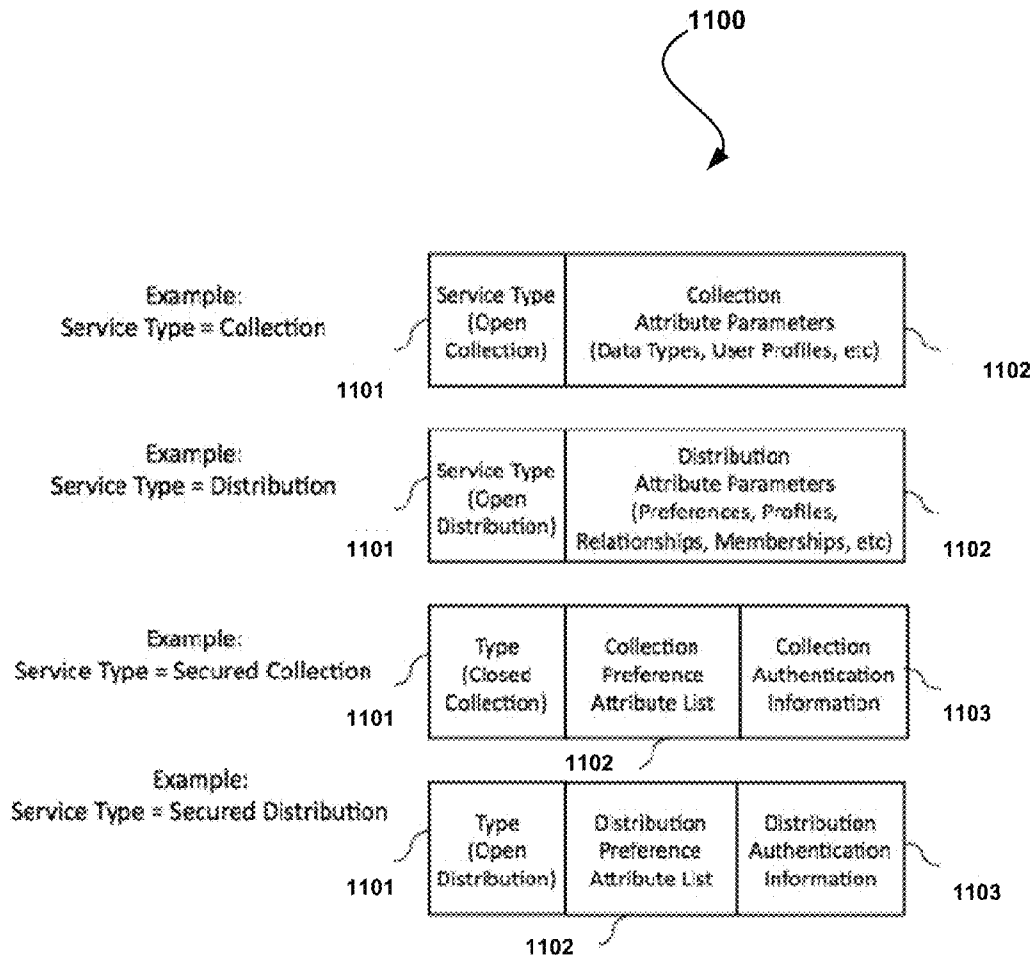 1100
Example:
Service Type = Collection
Service Type
(Open
Collection)
Collection
Attribute Parameters
(Data Types, User Profiles, etc)
1101
1102
Example:
Service Type = Distribution
Service Type
(Open
Distribution)
Distribution
Attribute Parameters
(Preferences, Profiles,
Relationships, Memberships, etc)
1101
1102
Example:
Service Type = Secured Collection
Type
(Closed
Collection)
Collection
Preference
Attribute List
Collection
Authentication
Information
1101
1102
1103
Example:
Service Type = Secured Distribution
Type
(Open
Distribution)
Distribution
Preference
Attribute List
Distribution
Authentication
Information
1101
1102
1103